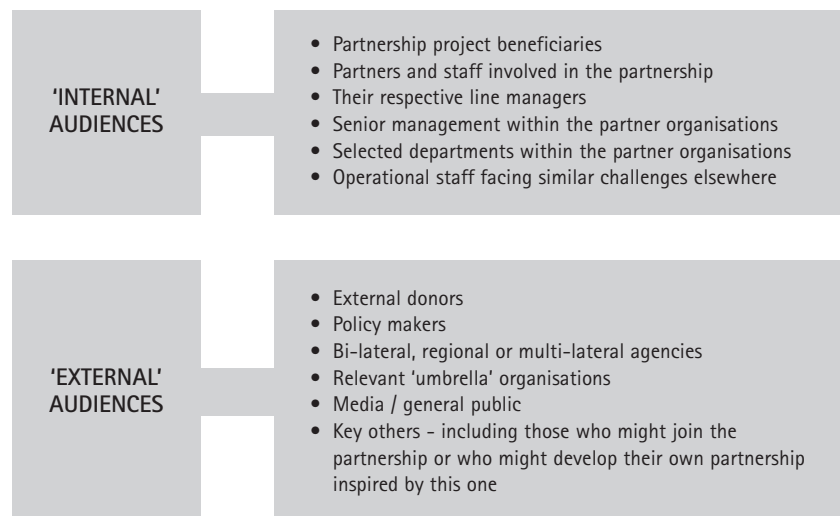 'INTERNAL'
AUDIENCES
• Partnership project beneficiaries
• Partners and staff involved in the partnership
• Their respective line managers
• Senior management within the partner organisations
• Selected departments within the partner organisations
• Operational staff facing similar challenges elsewhere
'EXTERNAL'
AUDIENCES
• External donors
• Policy makers
• Bi-lateral, regional or multi-lateral agencies
• Relevant 'umbrella' organisations
• Media / general public
• Key others - including those who might join the
partnership or who might develop their own partnership
inspired by this one